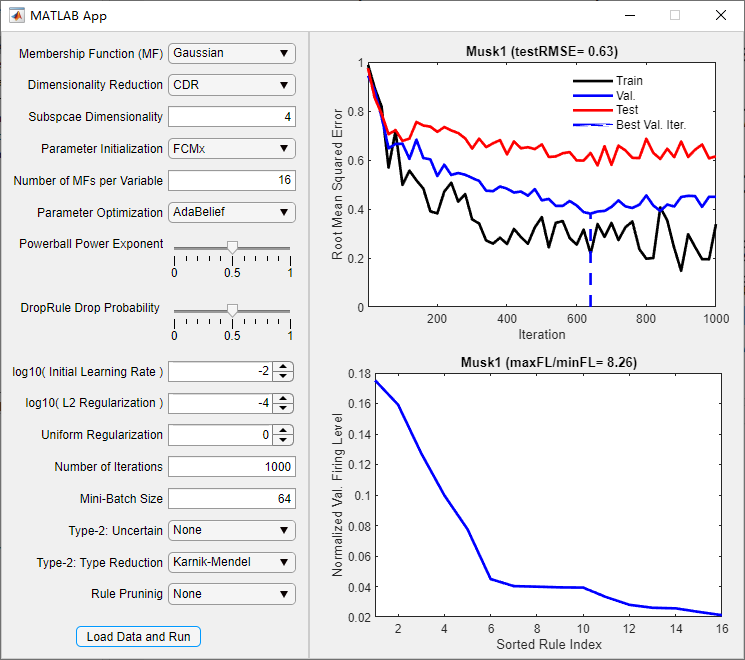 MATLAB App
Membership Function (MF) Gaussian
Dimensionality Reduction CDR
Subspcae Dimensionality 4
Parameter Initialization FCMx
Number of MFs per Variable 16
Parameter Optimization AdaBelief
Powerball Power Exponent
0 0.5 1
DropRule Drop Probability
0 0.5 1
log10( Initial Learning Rate ) -2
log10( L2 Regularization ) -4
Uniform Regularization 0
Number of Iterations 1000
Mini-Batch Size 64
Type-2: Uncertain None
Type-2: Type Reduction Karnik-Mendel
Rule Pruninig None
Load Data and Run
Musk1 (testRMSE= 0.63)
Root Mean Squared Error
1
0.8
0.6
0.4
0.2
0
Train
Val.
Test
Best Val. Iter.
200 400 600 800 1000
Iteration
Musk1 (maxFL/minFL= 8.26)
Normalized Val. Firing Level
0.18
0.16
0.14
0.12
0.1
0.08
0.06
0.04
0.02
2 4 6 8 10 12 14 16
Sorted Rule Index